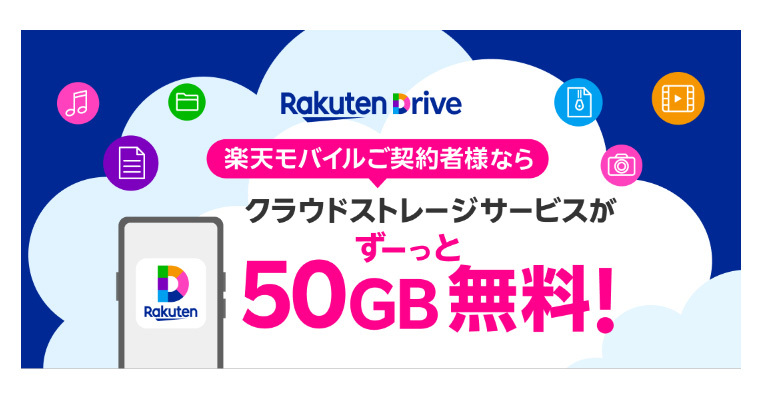 Rakuten Drive
楽天モバイルご契約者様なら
クラウドストレージサービスが
ずーっと
50GB無料!
Rakuten